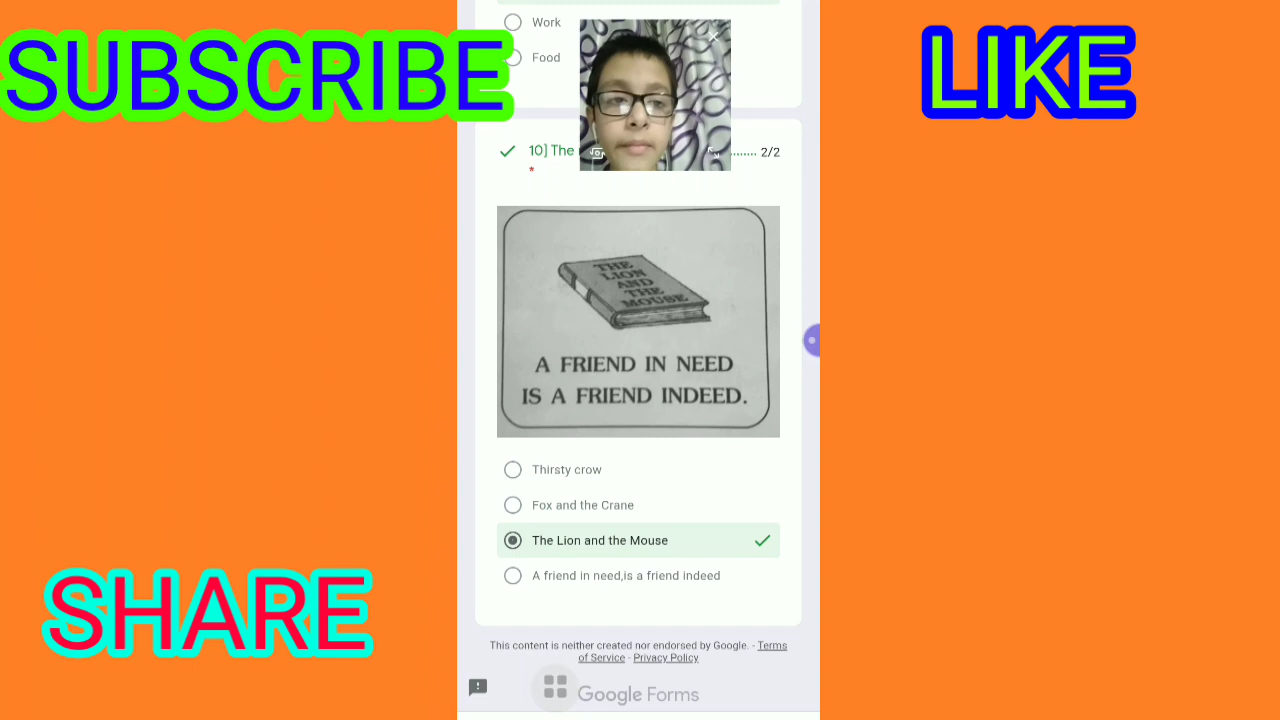 SUBSCRIBE
LIKE
Work
Food
10] The
........ 2/2
*
THE
LION
AND
THE
MOUSE
A FRIEND IN NEED
IS A FRIEND INDEED.
Thirsty crow
Fox and the Crane
The Lion and the Mouse
A friend in need,is a friend indeed
SHARE
This content is neither created nor endorsed by Google. - Terms
of Service - Privacy Policy
Google Forms